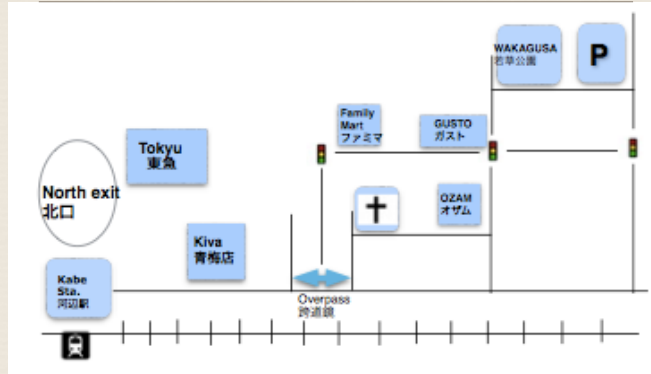 WAKAGUSA
若草公園
P
Family
Mart
ファミマ
GUSTO
ガスト
Tokyu
東急
North exit
北口
OZAM
オザム
Kiva
青梅店
Kabe
Sta.
河辺駅
Overpass
跨道鏡